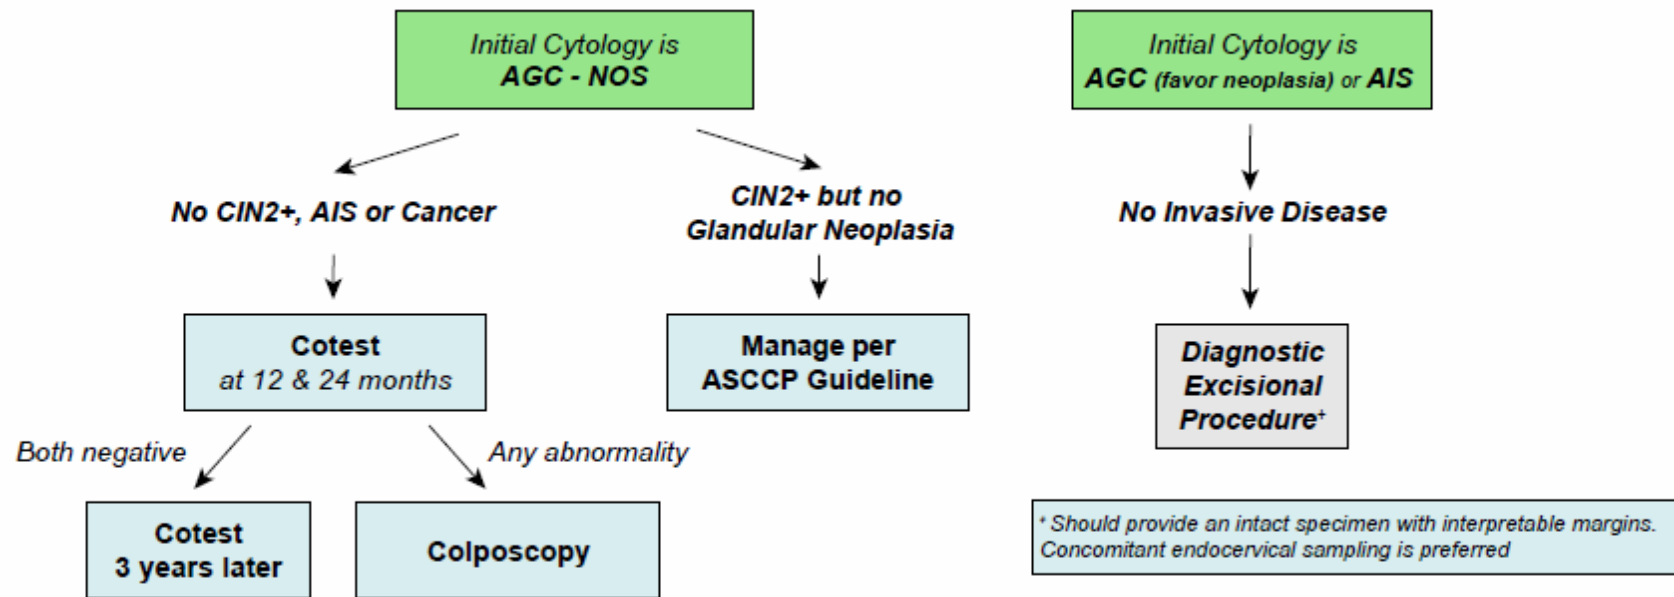 Initial Cytology is
AGC - NOS
Initial Cytology is
AGC (favor neoplasia) or AIS
No CIN2+, AIS or Cancer
CIN2+ but no
Glandular Neoplasia
No Invasive Disease
Cotest
at 12 & 24 months
Manage per
ASCCP Guideline
Diagnostic
Excisional
Procedure+
Both negative
Any abnormality
Cotest
3 years later
Colposcopy
+ Should provide an intact specimen with interpretable margins.
Concomitant endocervical sampling is preferred